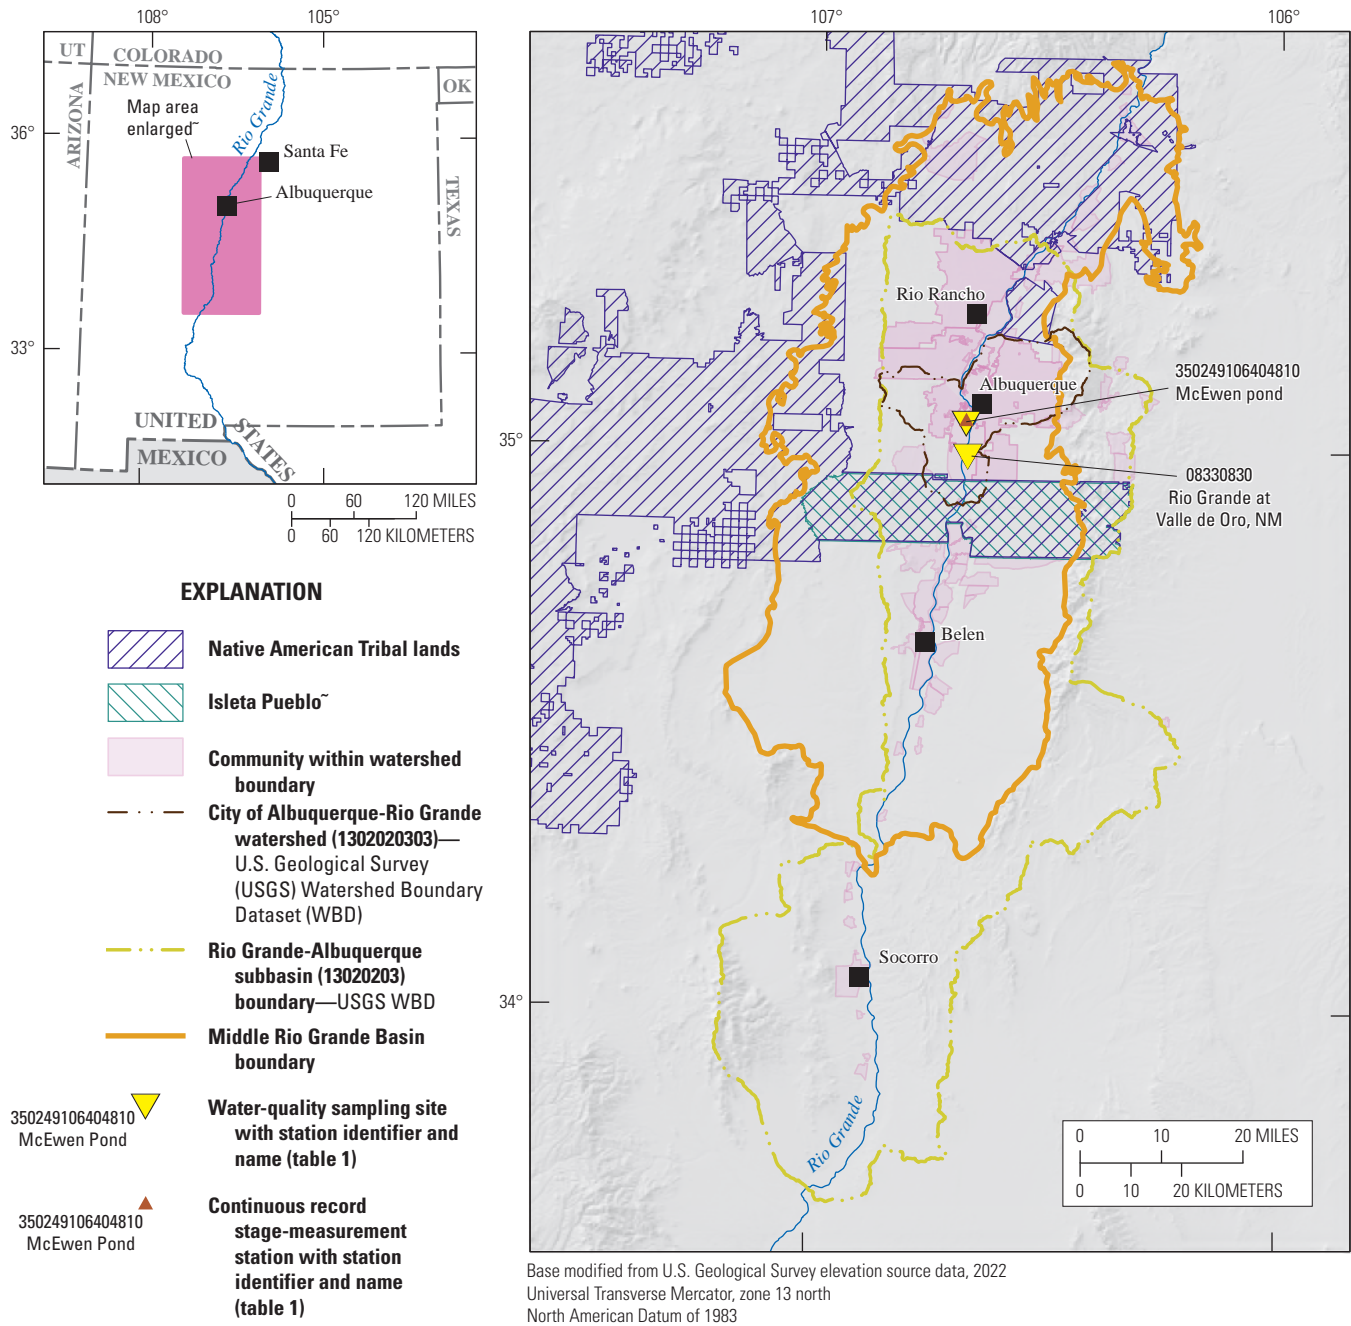 108°
105°
UT
COLORADO
NEW MEXICO
OK
ARIZONA
Map area
enlarged˜
Rio Grande
36°
Santa Fe
Albuquerque
TEXAS
33°
UNITED
STATES
MEXICO
0 60 120 MILES
0 60 120 KILOMETERS
EXPLANATION
Native American Tribal lands
Isleta Pueblo˜
Community within watershed
boundary
City of Albuquerque-Rio Grande
watershed (1302020303)—
U.S. Geological Survey
(USGS) Watershed Boundary
Dataset (WBD)
Rio Grande-Albuquerque
subbasin (13020203)
boundary—USGS WBD
Middle Rio Grande Basin
boundary
350249106404810
McEwen Pond
Water-quality sampling site
with station identifier and
name (table 1)
350249106404810
McEwen Pond
Continuous record
stage-measurement
station with station
identifier and name
(table 1)
107°
106°
Rio Rancho
Albuquerque
350249106404810
McEwen pond
35°
08330830
Rio Grande at
Valle de Oro, NM
Belen
Socorro
34°
Rio Grande
0 10 20 MILES
0 10 20 KILOMETERS
Base modified from U.S. Geological Survey elevation source data, 2022
Universal Transverse Mercator, zone 13 north
North American Datum of 1983